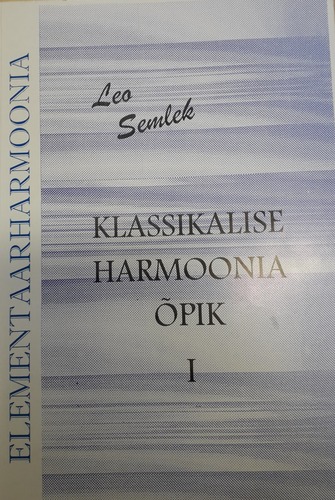 Leo
Semlek
KLASSIKALISE
HARMOONIA
ÕPIK
I
ELEMENTAARHARMOONIA